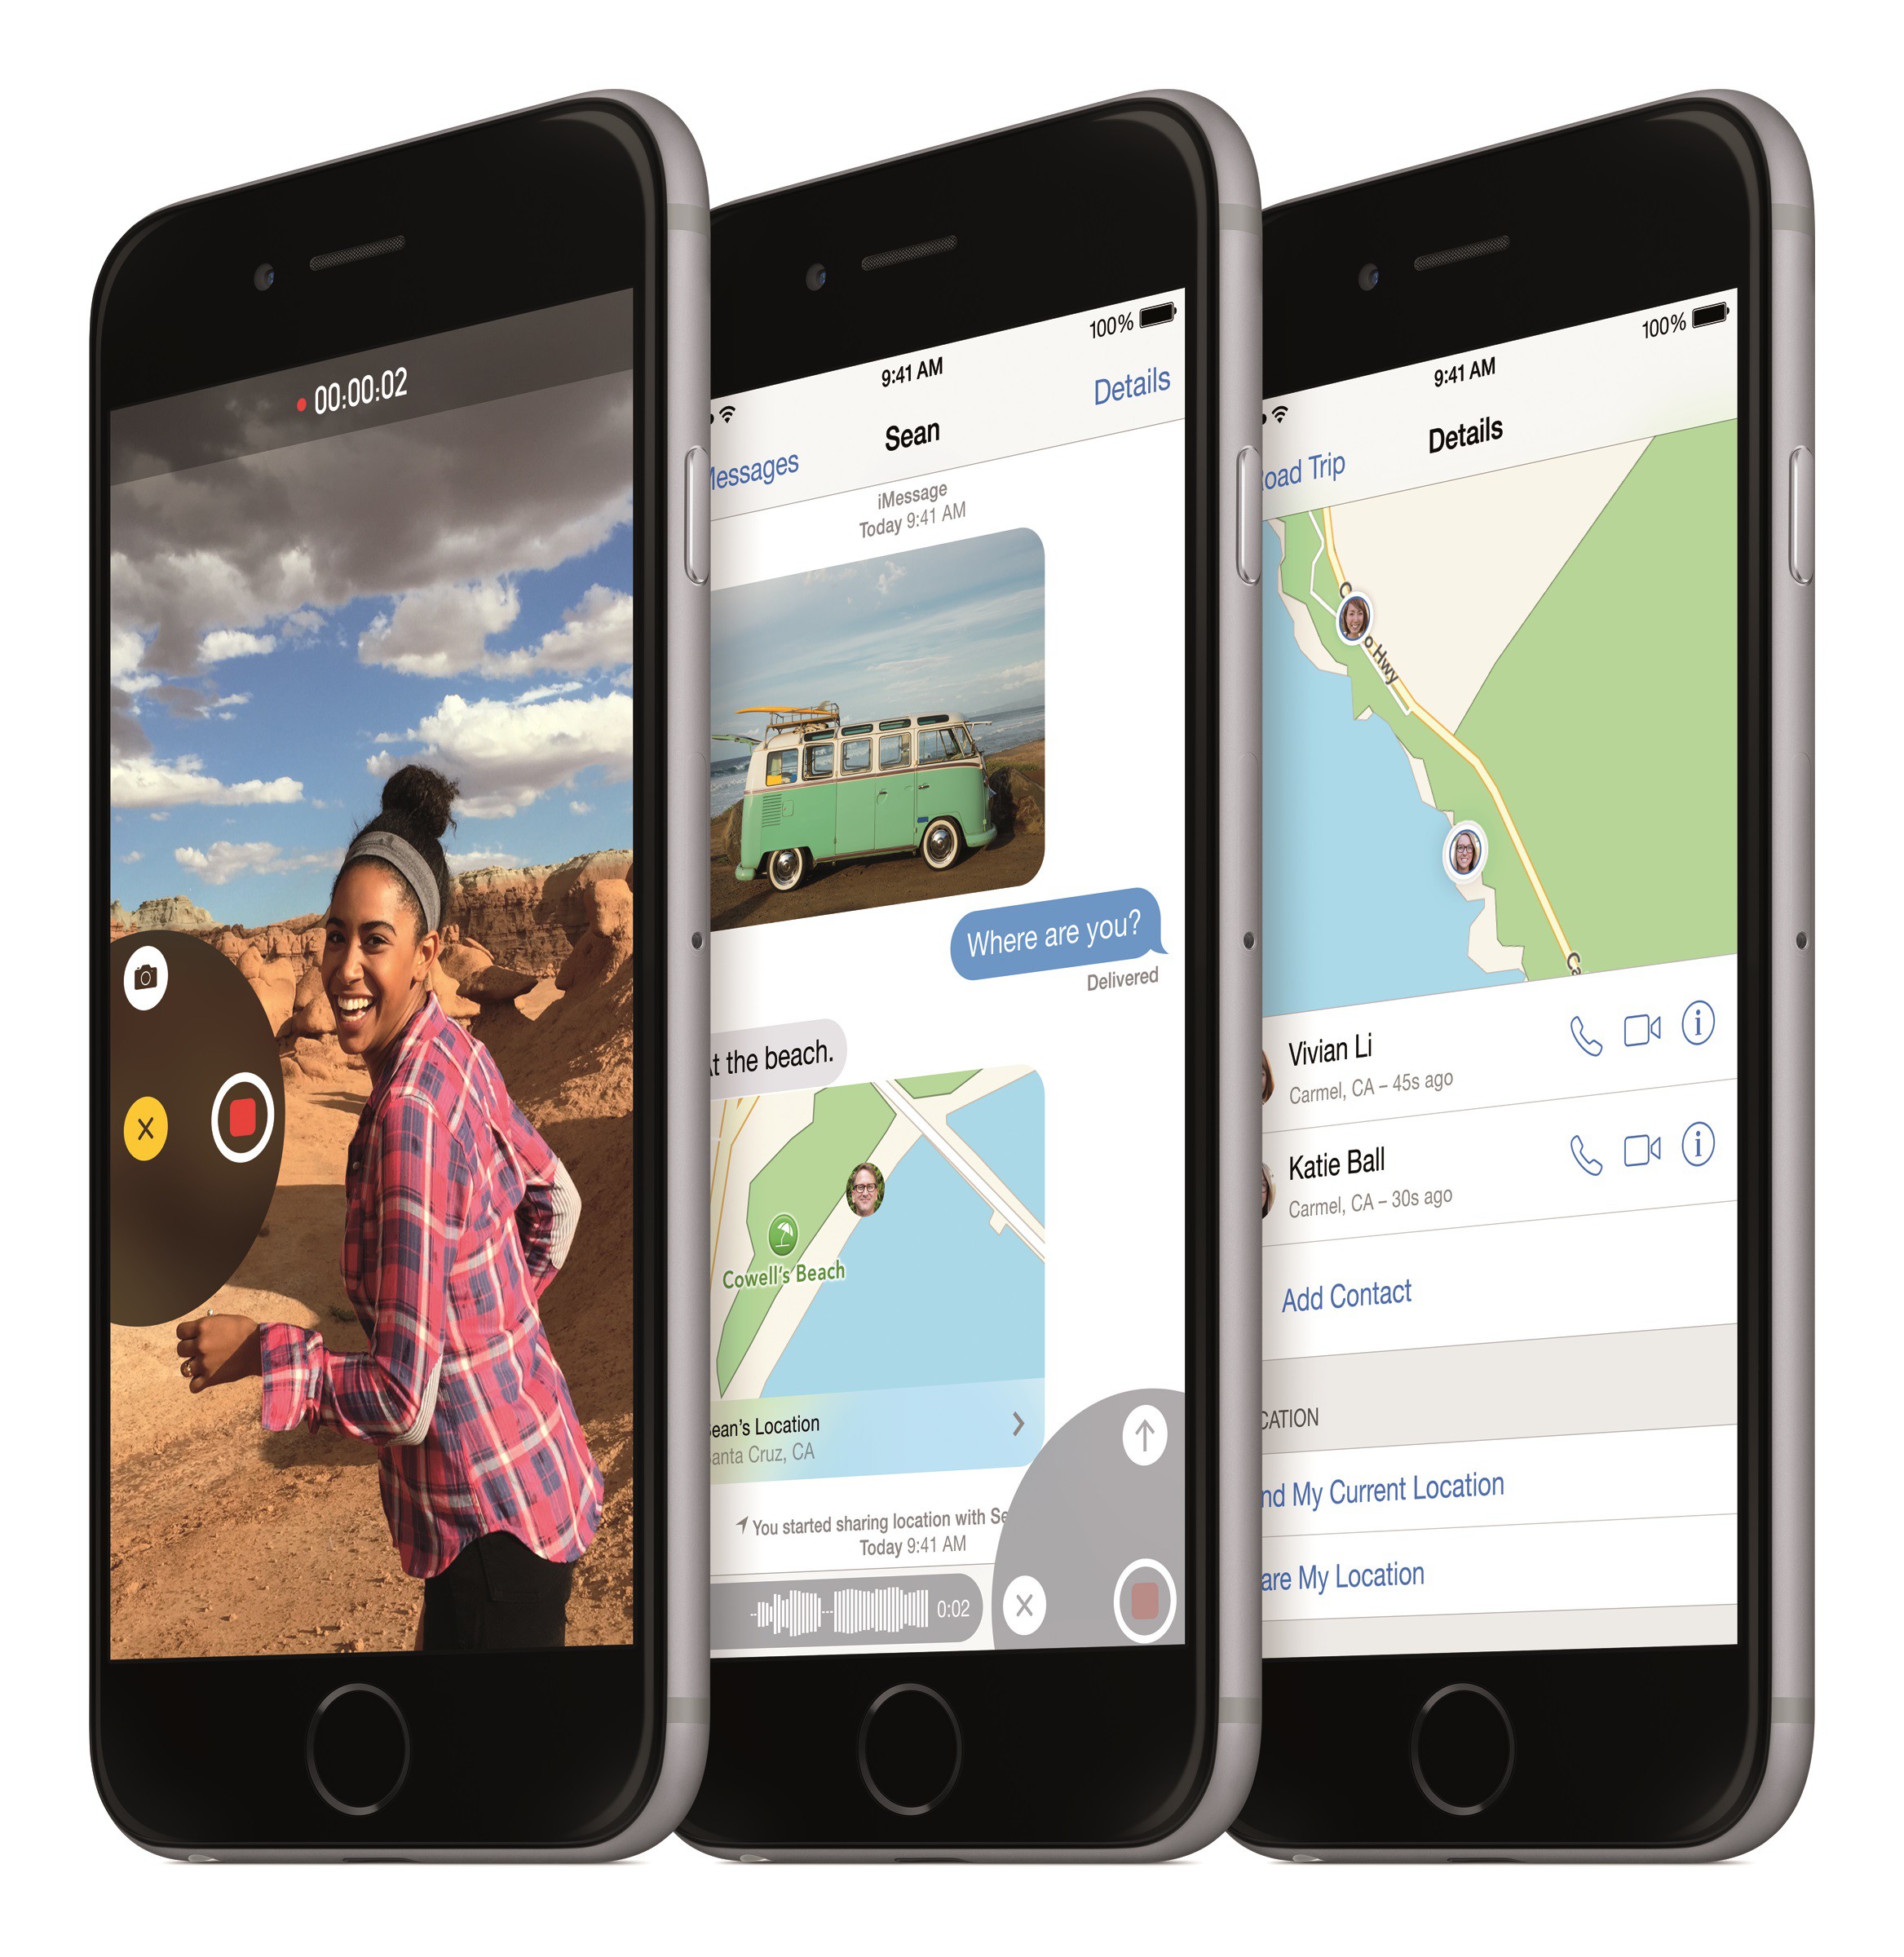 00:00:02
100%
9:41 AM
Details
Sean
Messages
iMessage
Today 9:41 AM
Where are you?
Delivered
At the beach.
Cowell's Beach
ean's Location
anta Cruz, CA
You started sharing location with Se
Today 9:41 AM
0:02
100%
9:41 AM
Details
oad Trip
C
o Hwy
Ca
Vivian Li
Carmel, CA – 45s ago
Katie Ball
Carmel, CA – 30s ago
Add Contact
CATION
nd My Current Location
are My Location